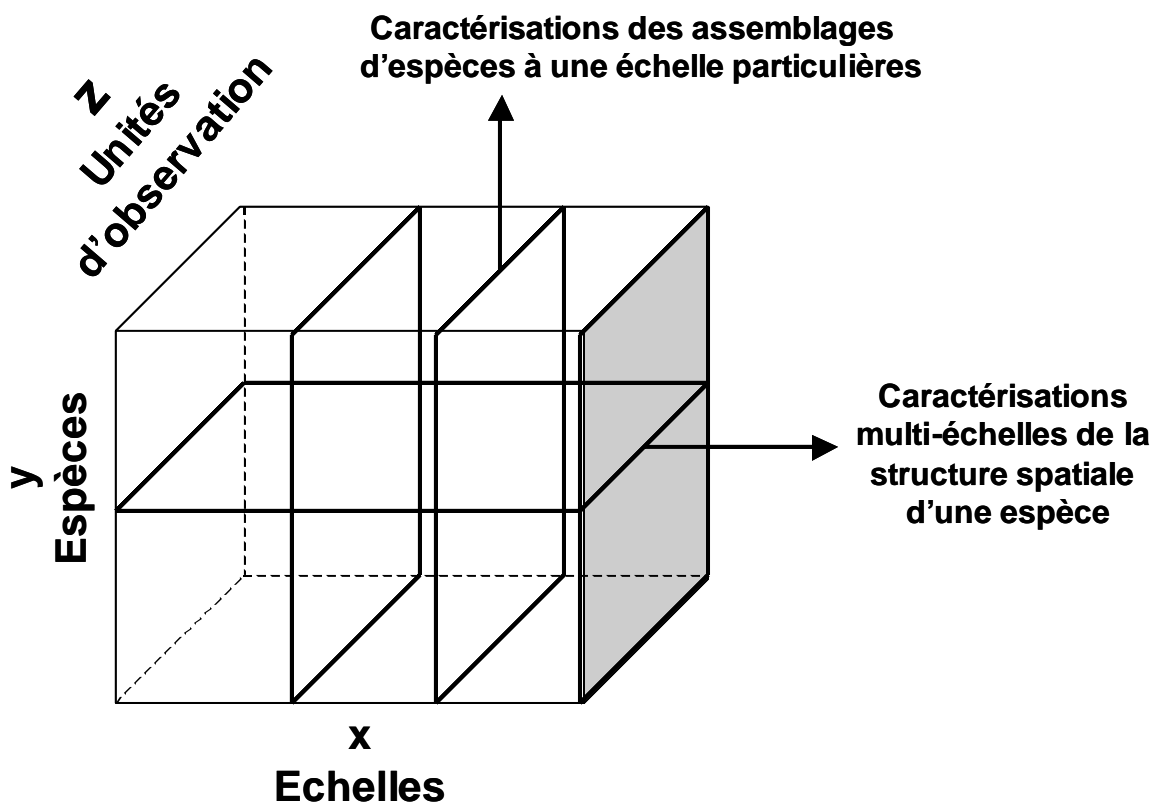 Caractérisations des assemblages
d’espèces à une échelle particulières
z
Unités
d’observation
y
Espèces
Caractérisations
multi-échelles de la
structure spatiale
d’une espèce
x
Echelles